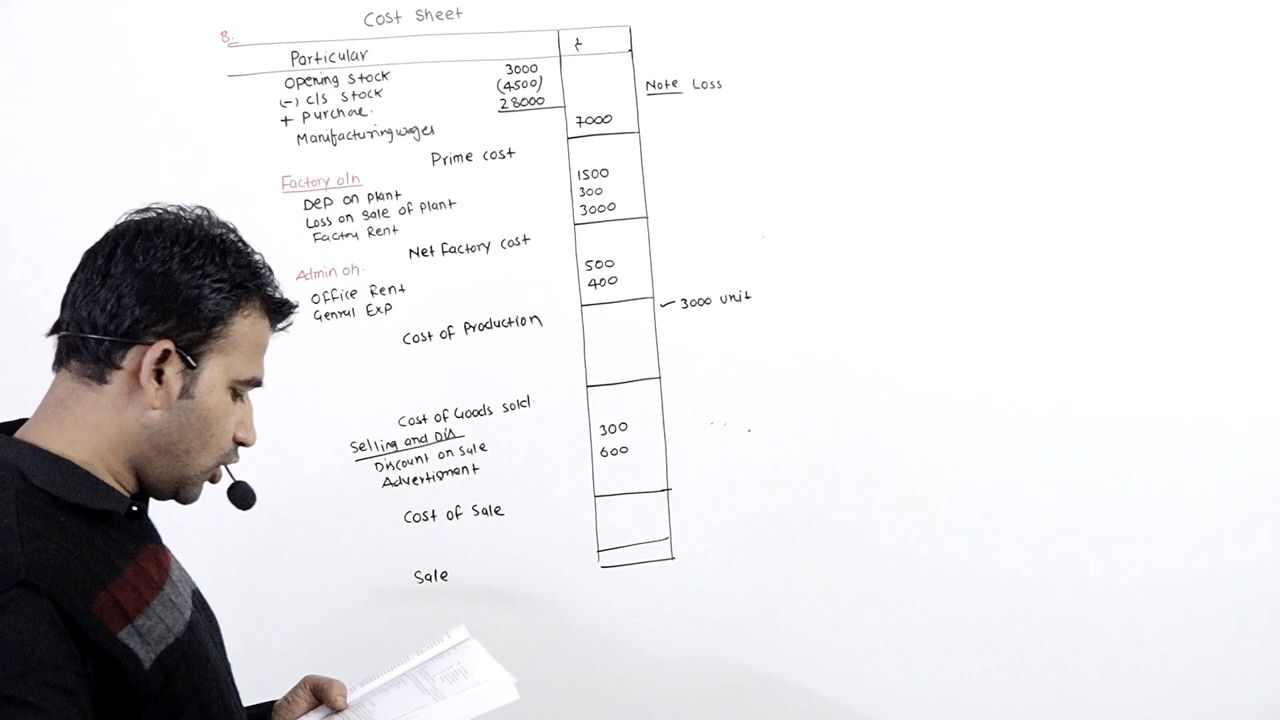 Cost Sheet
8.
Particular ₹
Opening Stock 3000
(-) C/s Stock (4500)
+ Purchae. 28000
Manufacturing wages 7000
Prime cost
Factory o/h
DEP on Plant 1500
Loss on Sale of Plant 300
Factory Rent 3000
Net Factory cost
Admin oh.
Office Rent 500
Genral Exp 400
Cost of Production
3000 unit
Cost of Goods sold.
Selling and Dis
Discount on Sale 300
Advertisment 600
Cost of Sale
Sale
Note Loss